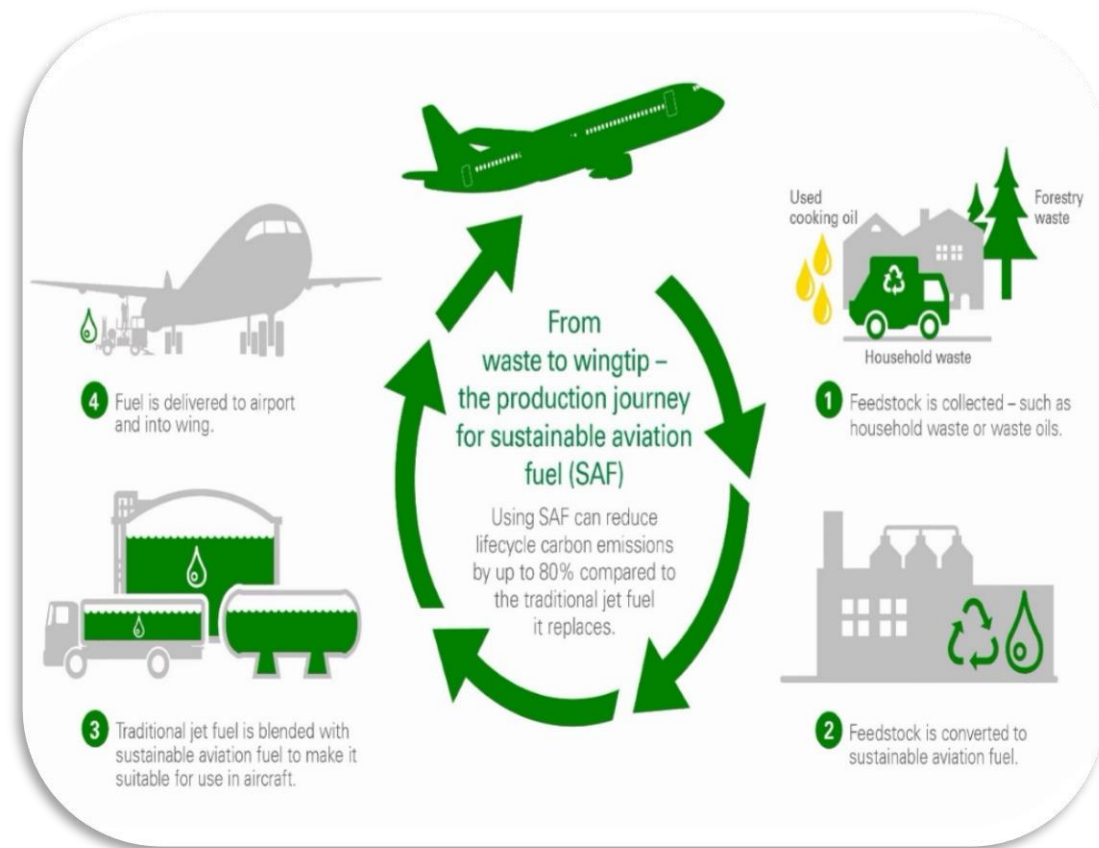 From
waste to wingtip –
the production journey
for sustainable aviation
fuel (SAF)
Using SAF can reduce
lifecycle carbon emissions
by up to 80% compared to
the traditional jet fuel
it replaces.
Used
cooking oil
Forestry
waste
Household waste
1 Feedstock is collected – such as
household waste or waste oils.
2 Feedstock is converted to
sustainable aviation fuel.
3 Traditional jet fuel is blended with
sustainable aviation fuel to make it
suitable for use in aircraft.
4 Fuel is delivered to airport
and into wing.